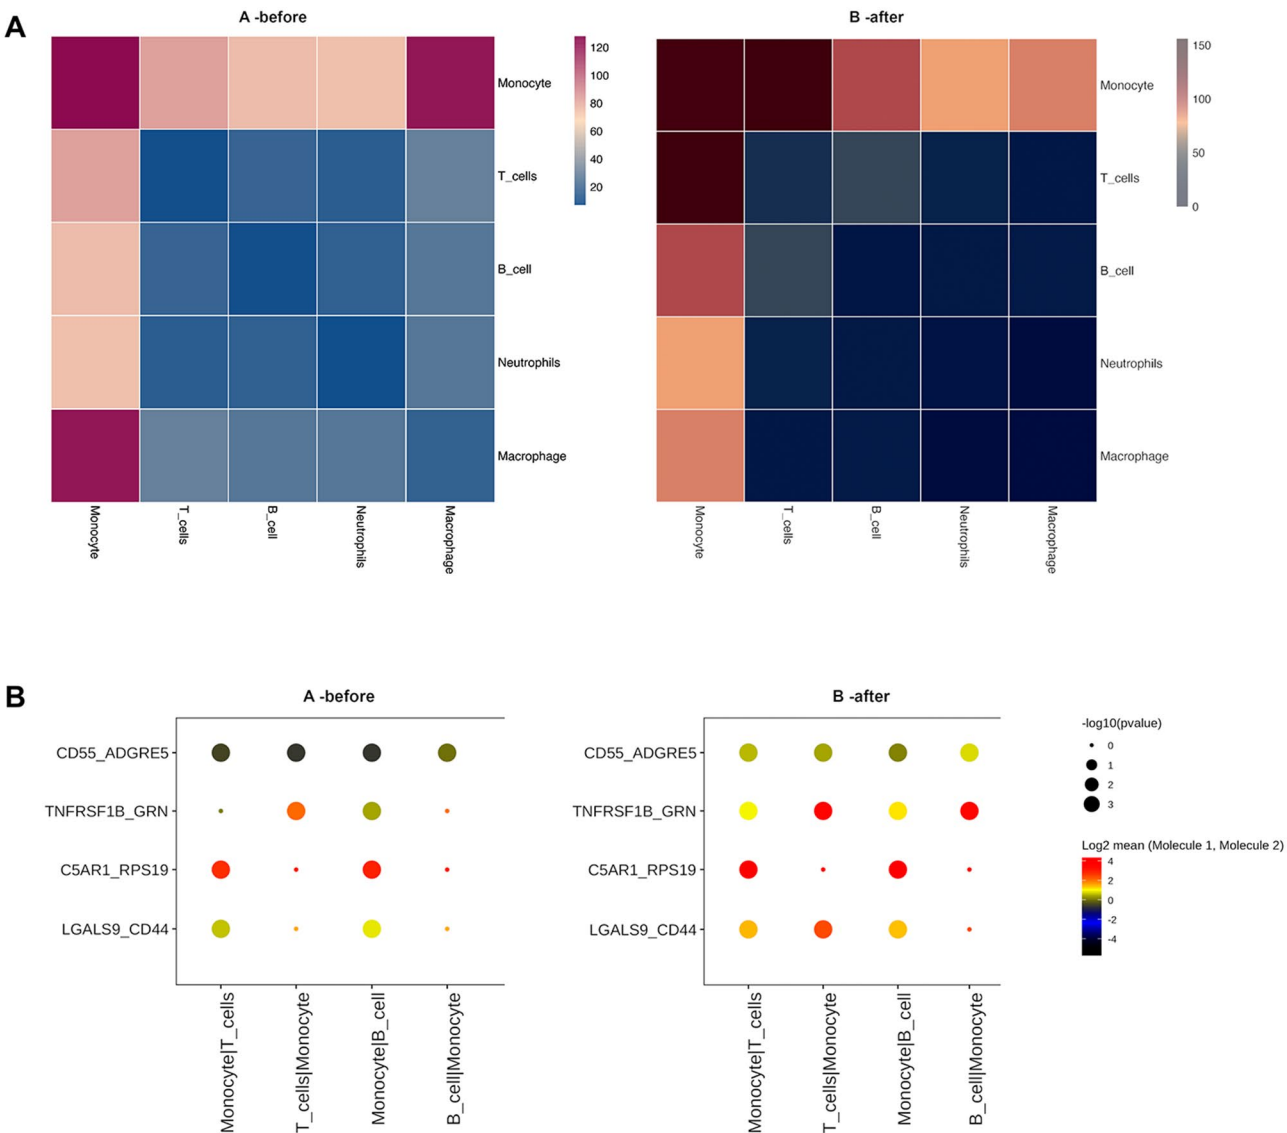 A
A -before
B -after
120
100
80
60
40
20
Monocyte
T_cells
B_cell
Neutrophils
Macrophage
Monocyte
T_cells
B_cell
Neutrophils
Macrophage
150
100
50
0
Monocyte
T_cells
B_cell
Neutrophils
Macrophage
Monocyte
T_cells
B_cell
Neutrophils
Macrophage
B
A -before
CD55_ADGRE5
TNFRSF1B_GRN
C5AR1_RPS19
LGALS9_CD44
Monocyte|T_cells
T_cells|Monocyte
Monocyte|B_cell
B_cell|Monocyte
B -after
CD55_ADGRE5
TNFRSF1B_GRN
C5AR1_RPS19
LGALS9_CD44
Monocyte|T_cells
T_cells|Monocyte
Monocyte|B_cell
B_cell|Monocyte
-log10(pvalue)
0
1
2
3
Log2 mean (Molecule 1, Molecule 2)
4
2
0
-2
-4